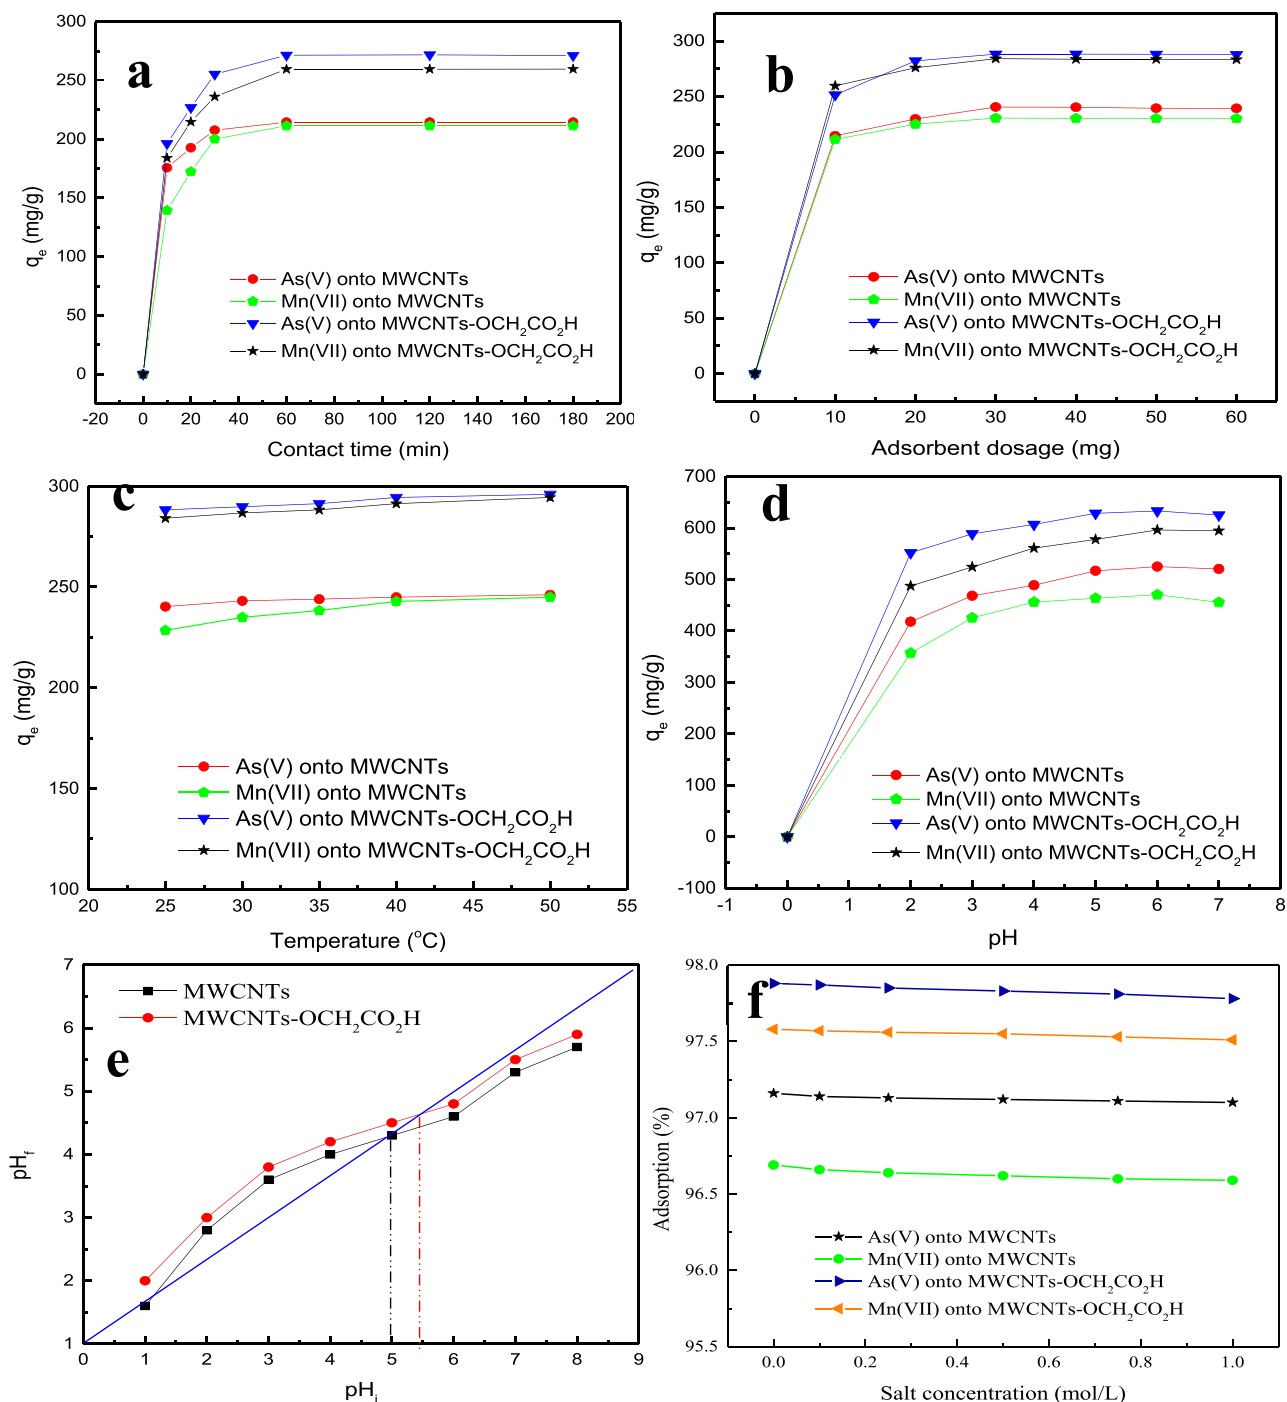 a
300
250
200
150
100
50
0
q_e (mg/g)
As(V) onto MWCNTs
Mn(VII) onto MWCNTs
As(V) onto MWCNTs-OCH₂CO₂H
Mn(VII) onto MWCNTs-OCH₂CO₂H
-20 0 20 40 60 80 100 120 140 160 180 200
Contact time (min)
b
300
250
200
150
100
50
0
q_e (mg/g)
As(V) onto MWCNTs
Mn(VII) onto MWCNTs
As(V) onto MWCNTs-OCH₂CO₂H
Mn(VII) onto MWCNTs-OCH₂CO₂H
0 10 20 30 40 50 60
Adsorbent dosage (mg)
c
300
250
200
150
100
q_e (mg/g)
As(V) onto MWCNTs
Mn(VII) onto MWCNTs
As(V) onto MWCNTs-OCH₂CO₂H
Mn(VII) onto MWCNTs-OCH₂CO₂H
20 25 30 35 40 45 50 55
Temperature (°C)
d
700
600
500
400
300
200
100
0
-100
q_e (mg/g)
As(V) onto MWCNTs
Mn(VII) onto MWCNTs
As(V) onto MWCNTs-OCH₂CO₂H
Mn(VII) onto MWCNTs-OCH₂CO₂H
-1 0 1 2 3 4 5 6 7 8
pH
e
7
6
5
4
3
2
1
pH_f
MWCNTs
MWCNTs-OCH₂CO₂H
0 1 2 3 4 5 6 7 8 9
pH_i
f
98.0
97.5
97.0
96.5
96.0
95.5
Adsorption (%)
As(V) onto MWCNTs
Mn(VII) onto MWCNTs
As(V) onto MWCNTs-OCH₂CO₂H
Mn(VII) onto MWCNTs-OCH₂CO₂H
0.0 0.2 0.4 0.6 0.8 1.0
Salt concentration (mol/L)